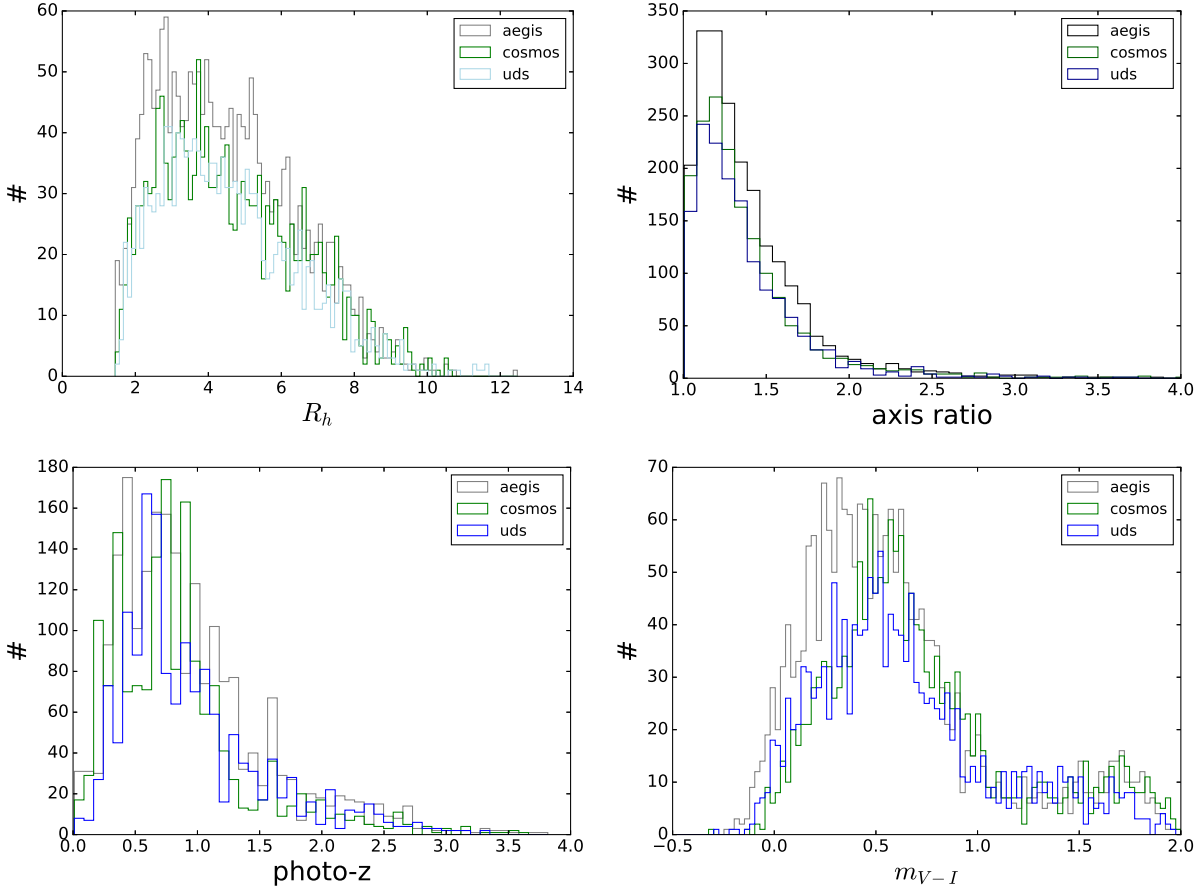 60
50
40
30
20
10
0
#
0 2 4 6 8 10 12 14
R_h
aegis
cosmos
uds
350
300
250
200
150
100
50
0
#
1.0 1.5 2.0 2.5 3.0 3.5 4.0
axis ratio
aegis
cosmos
uds
180
160
140
120
100
80
60
40
20
0
#
0.0 0.5 1.0 1.5 2.0 2.5 3.0 3.5 4.0
photo-z
aegis
cosmos
uds
70
60
50
40
30
20
10
0
#
−0.5 0.0 0.5 1.0 1.5 2.0
m_{V−I}
aegis
cosmos
uds